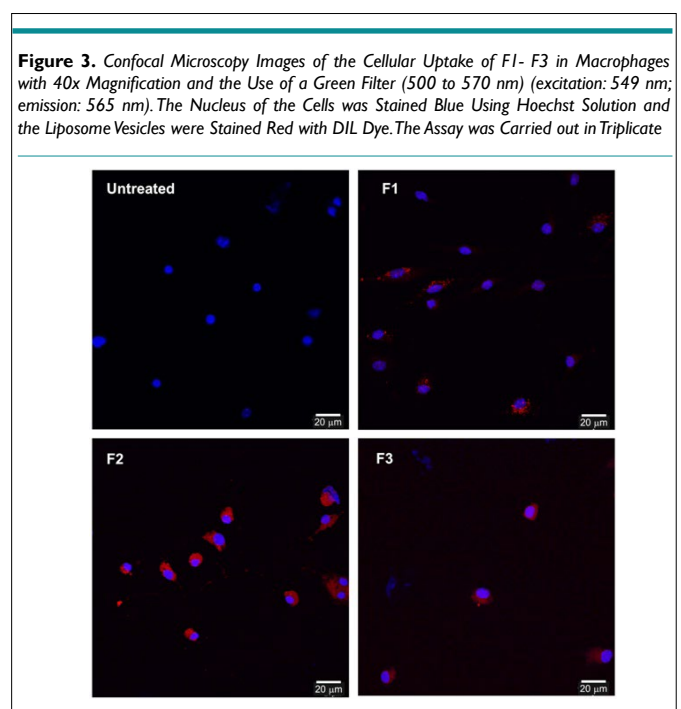 Figure 3. Confocal Microscopy Images of the Cellular Uptake of F1- F3 in Macrophages
with 40x Magnification and the Use of a Green Filter (500 to 570 nm) (excitation: 549 nm;
emission: 565 nm). The Nucleus of the Cells was Stained Blue Using Hoechst Solution and
the Liposome Vesicles were Stained Red with DIL Dye. The Assay was Carried out in Triplicate
Untreated
F1
20 μm
20 μm
F2
F3
20 μm
20 μm